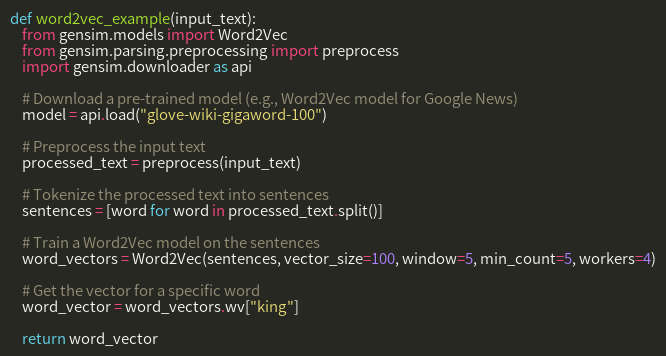 def word2vec_example(input_text):
    from gensim.models import Word2Vec
    from gensim.parsing.preprocessing import preprocess
    import gensim.downloader as api
    # Download a pre-trained model (e.g., Word2Vec model for Google News)
    model = api.load("glove-wiki-gigaword-100")
    # Preprocess the input text
    processed_text = preprocess(input_text)
    # Tokenize the processed text into sentences
    sentences = [word for word in processed_text.split()]
    # Train a Word2Vec model on the sentences
    word_vectors = Word2Vec(sentences, vector_size=100, window=5, min_count=5, workers=4)
    # Get the vector for a specific word
    word_vector = word_vectors.wv["king"]
    return word_vector